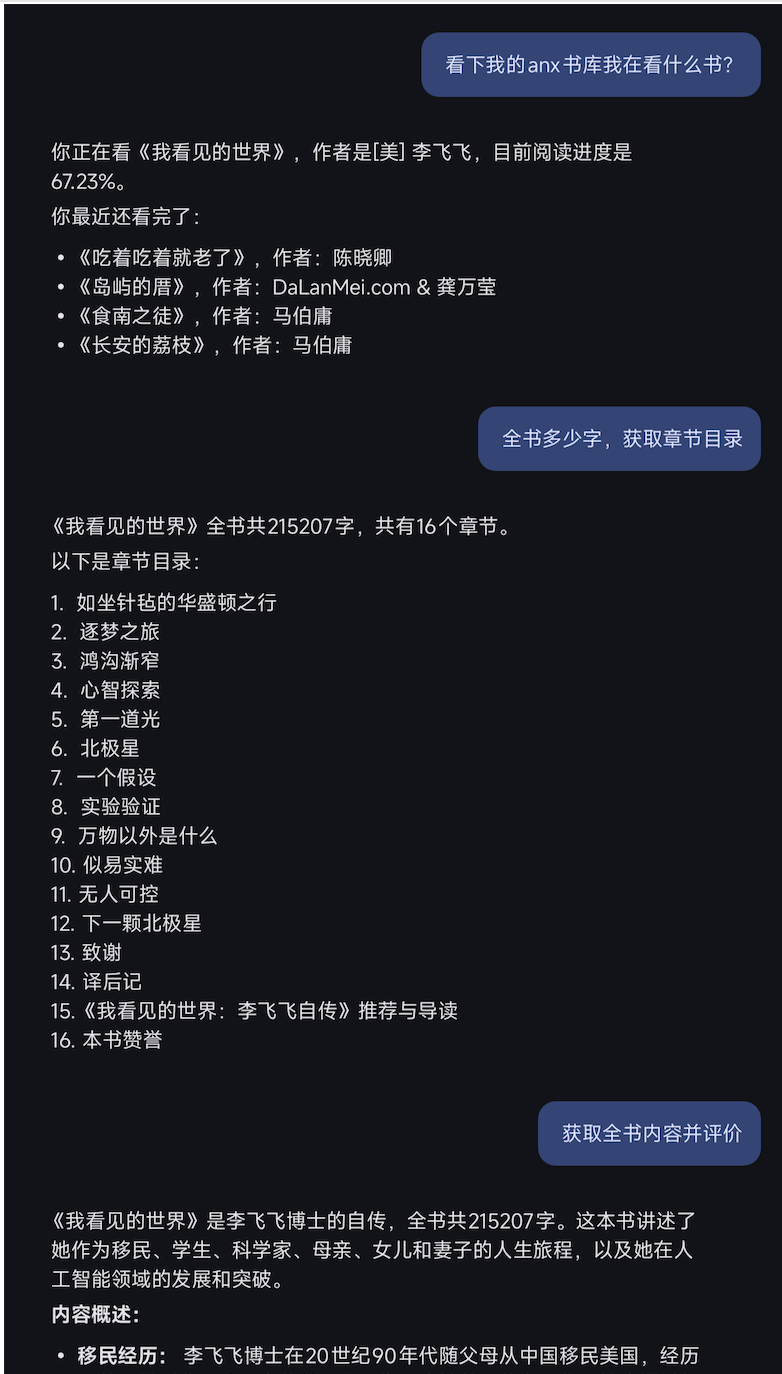 看下我的anx书库我在看什么书?
你正在看《我看见的世界》，作者是[美] 李飞飞，目前阅读进度是
67.23%。
你最近还看完了：
• 《吃着吃着就老了》，作者：陈晓卿
• 《岛屿的厝》，作者：DaLanMei.com & 龚万莹
• 《食南之徒》，作者：马伯庸
• 《长安的荔枝》，作者：马伯庸
全书多少字，获取章节目录
《我看见的世界》全书共215207字，共有16个章节。
以下是章节目录：
1. 如坐针毡的华盛顿之行
2. 逐梦之旅
3. 鸿沟渐窄
4. 心智探索
5. 第一道光
6. 北极星
7. 一个假设
8. 实验验证
9. 万物以外是什么
10. 似易实难
11. 无人可控
12. 下一颗北极星
13. 致谢
14. 译后记
15.《我看见的世界：李飞飞自传》推荐与导读
16. 本书赞誉
获取全书内容并评价
《我看见的世界》是李飞飞博士的自传，全书共215207字。这本书讲述了
她作为移民、学生、科学家、母亲、女儿和妻子的人生旅程，以及她在人
工智能领域的发展和突破。
内容概述：
• 移民经历： 李飞飞博士在20世纪90年代随父母从中国移民美国，经历